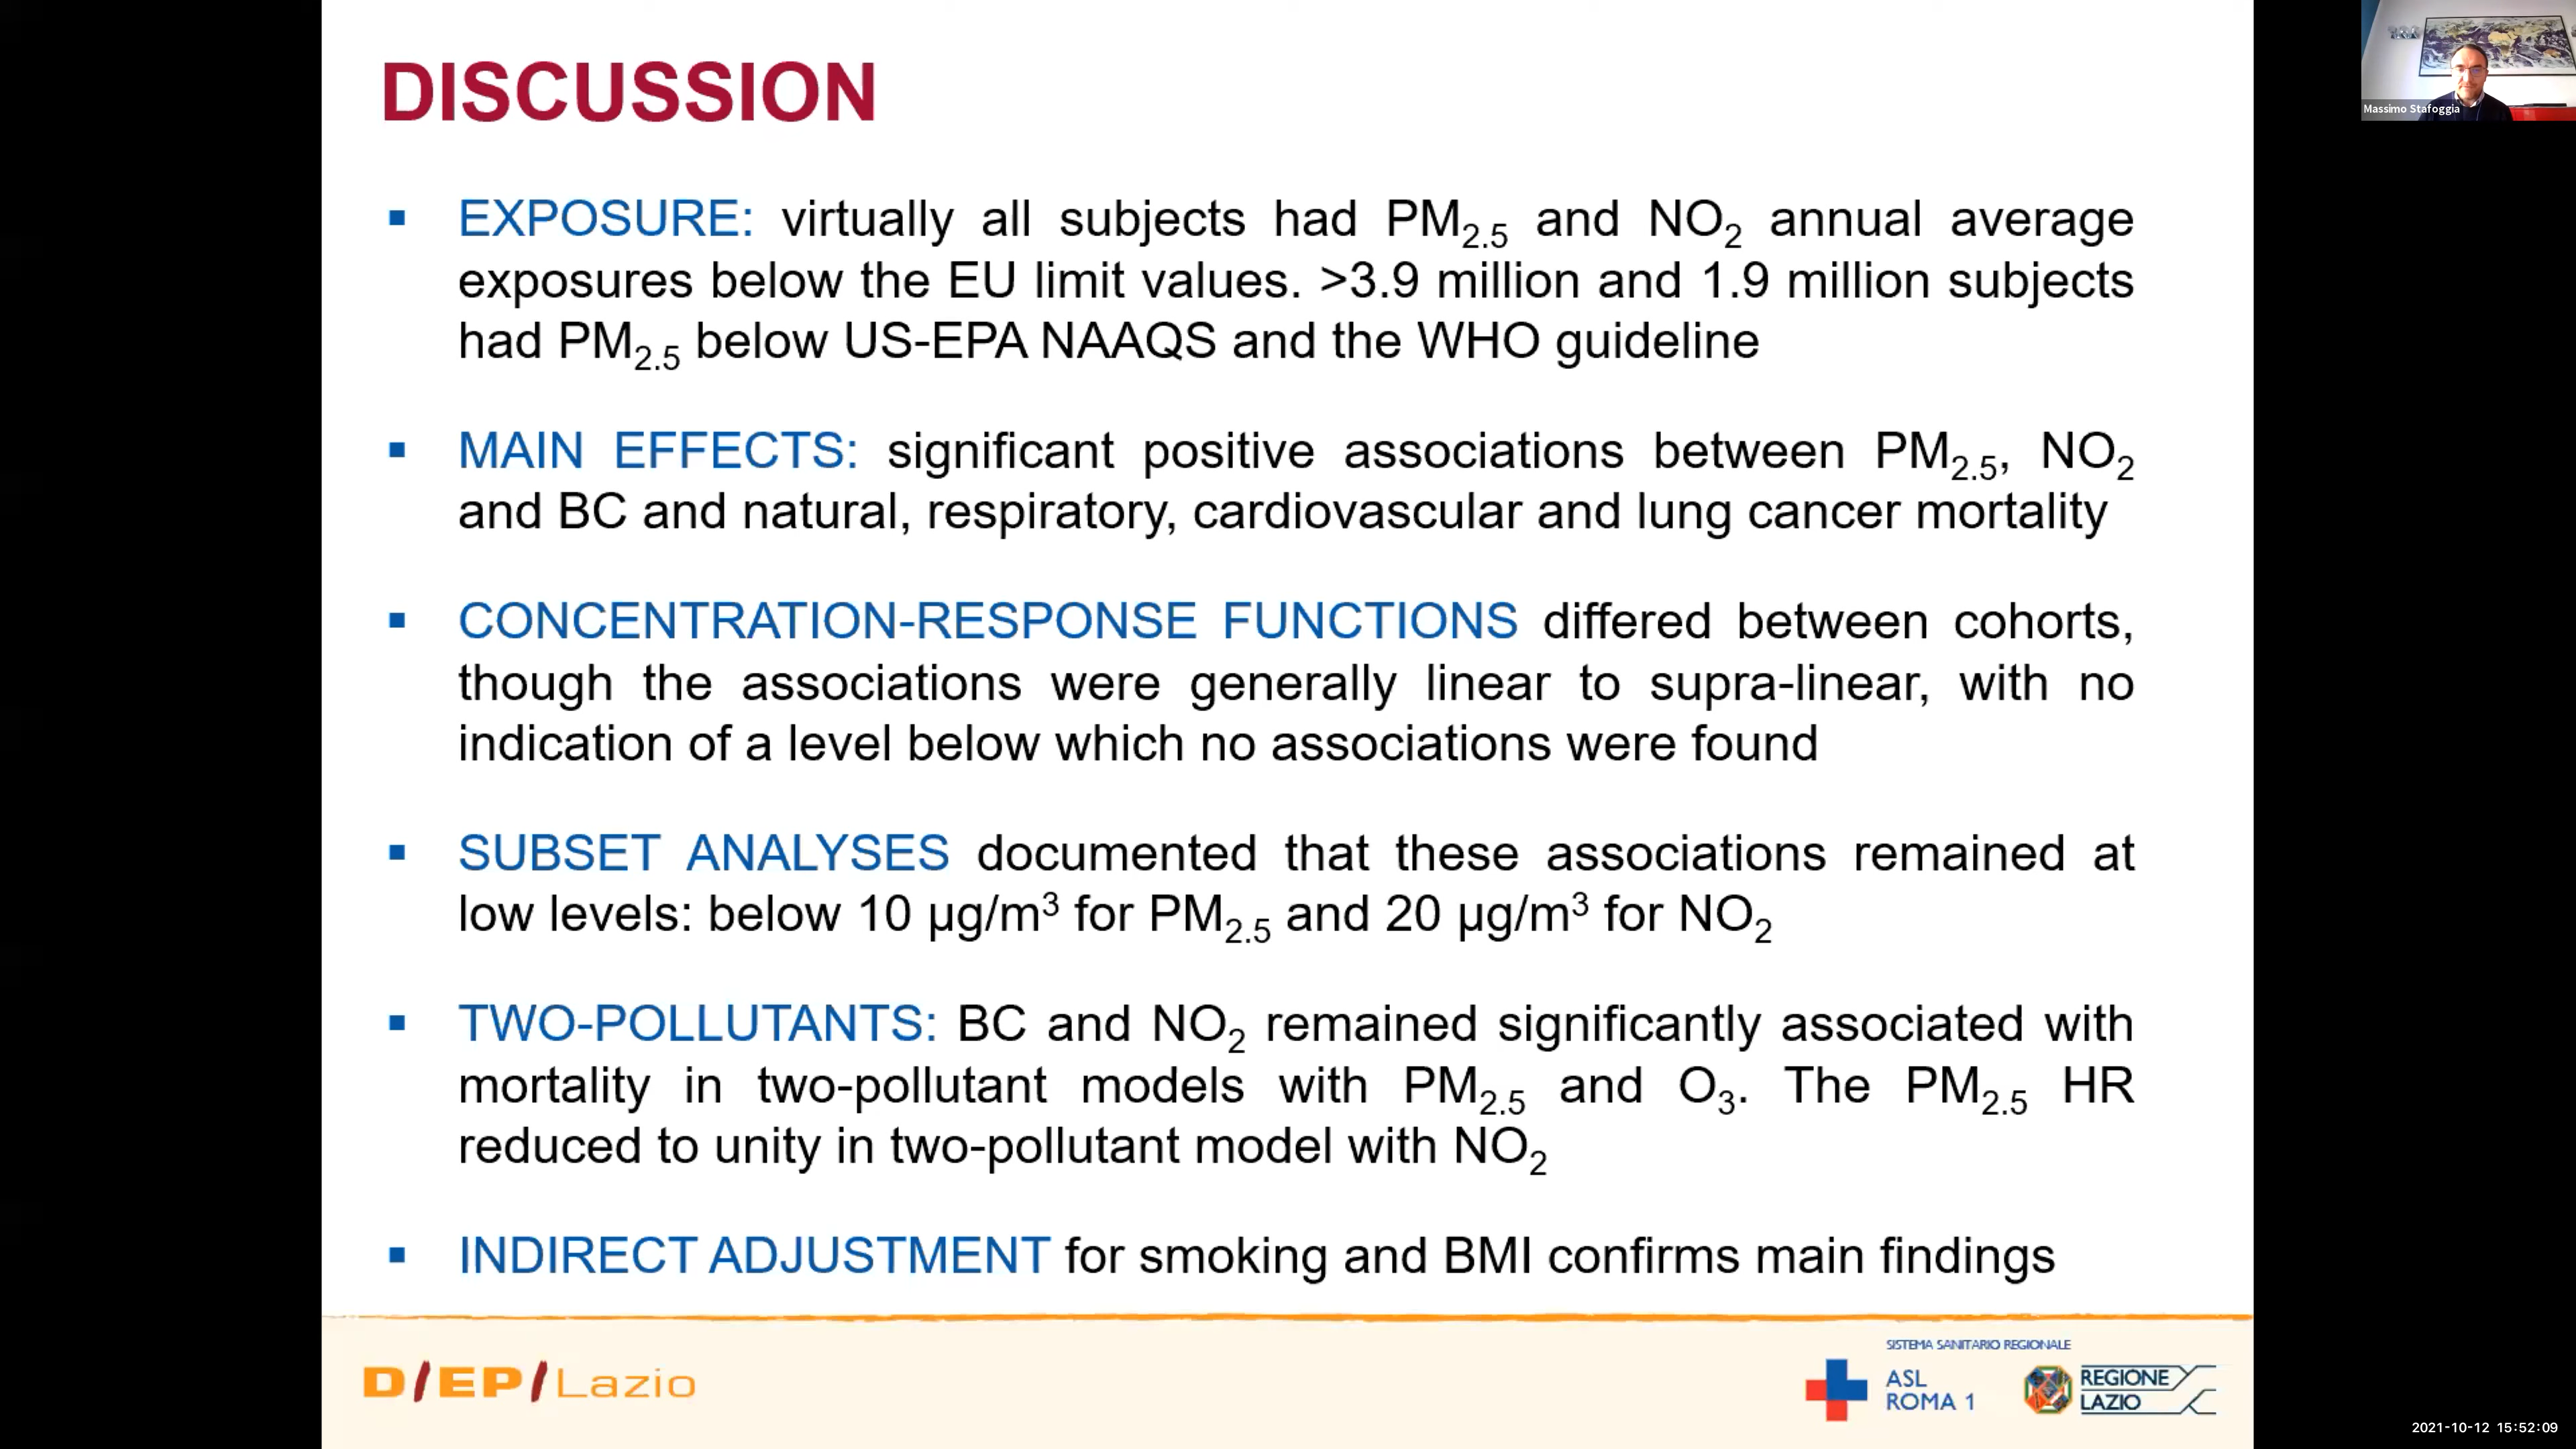 DISCUSSION
Massimo Stafoggia
▪ EXPOSURE: virtually all subjects had PM₂.₅ and NO₂ annual average
exposures below the EU limit values. >3.9 million and 1.9 million subjects
had PM₂.₅ below US-EPA NAAQS and the WHO guideline
▪ MAIN EFFECTS: significant positive associations between PM₂.₅, NO₂
and BC and natural, respiratory, cardiovascular and lung cancer mortality
▪ CONCENTRATION-RESPONSE FUNCTIONS differed between cohorts,
though the associations were generally linear to supra-linear, with no
indication of a level below which no associations were found
▪ SUBSET ANALYSES documented that these associations remained at
low levels: below 10 µg/m³ for PM₂.₅ and 20 µg/m³ for NO₂
▪ TWO-POLLUTANTS: BC and NO₂ remained significantly associated with
mortality in two-pollutant models with PM₂.₅ and O₃. The PM₂.₅ HR
reduced to unity in two-pollutant model with NO₂
▪ INDIRECT ADJUSTMENT for smoking and BMI confirms main findings
D/EP/Lazio
SISTEMA SANITARIO REGIONALE
ASL
ROMA 1
REGIONE
LAZIO
2021-10-12 15:52:09